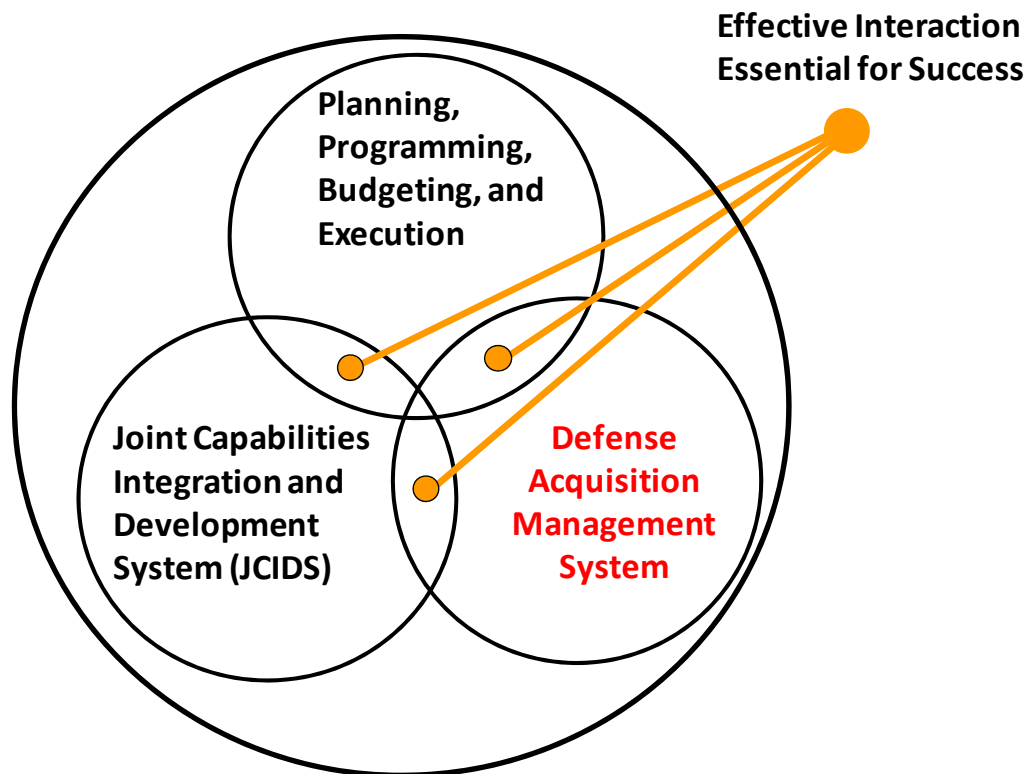 Effective Interaction
Essential for Success
Planning,
Programming,
Budgeting, and
Execution
Joint Capabilities
Integration and
Development
System (JCIDS)
Defense
Acquisition
Management
System